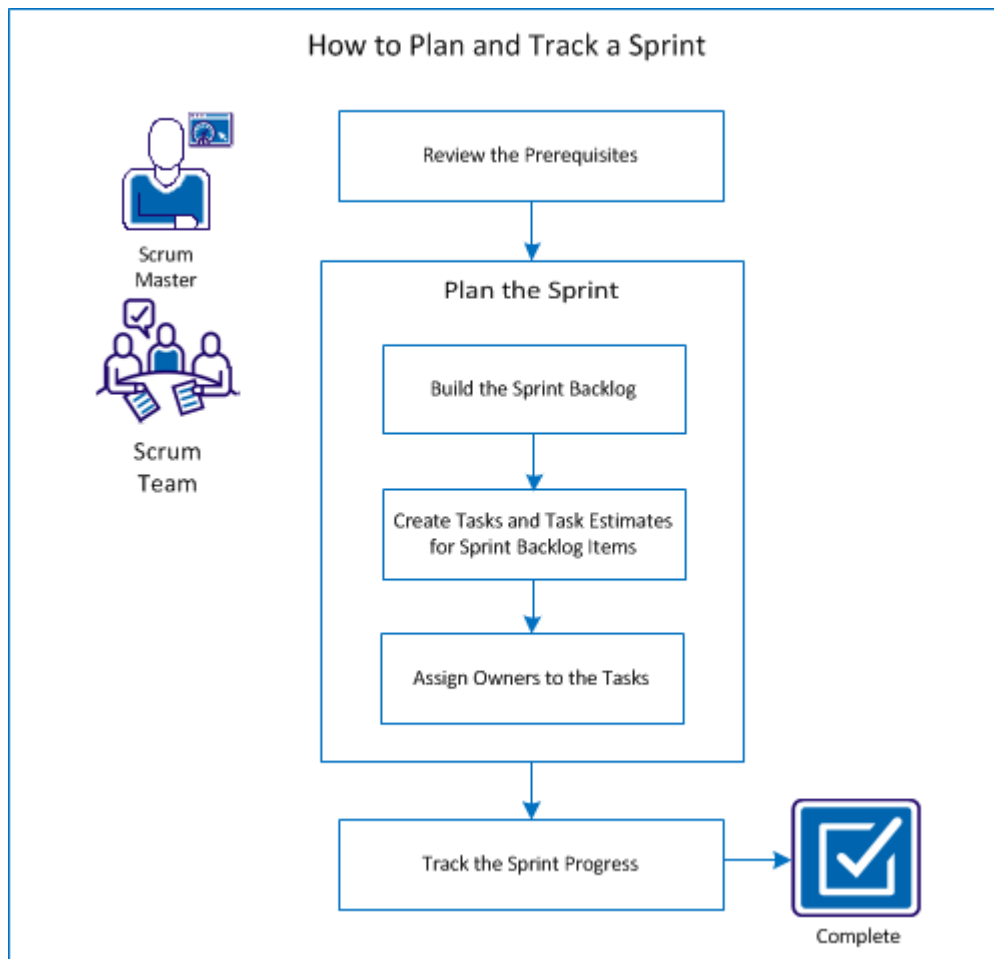 How to Plan and Track a Sprint
Review the Prerequisites
Scrum
Master
Plan the Sprint
Build the Sprint Backlog
Scrum
Team
Create Tasks and Task Estimates
for Sprint Backlog Items
Assign Owners to the Tasks
Track the Sprint Progress
Complete